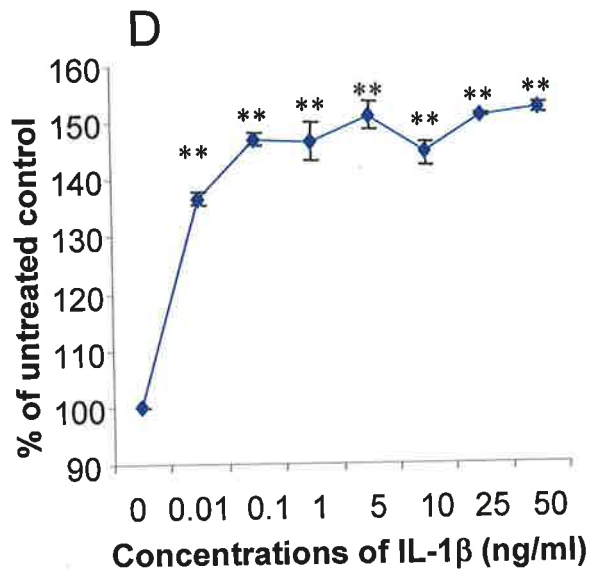 D
160
150
140
130
120
110
100
90
% of untreated control
** ** ** ** ** ** **
0 0.01 0.1 1 5 10 25 50
Concentrations of IL-1β (ng/ml)